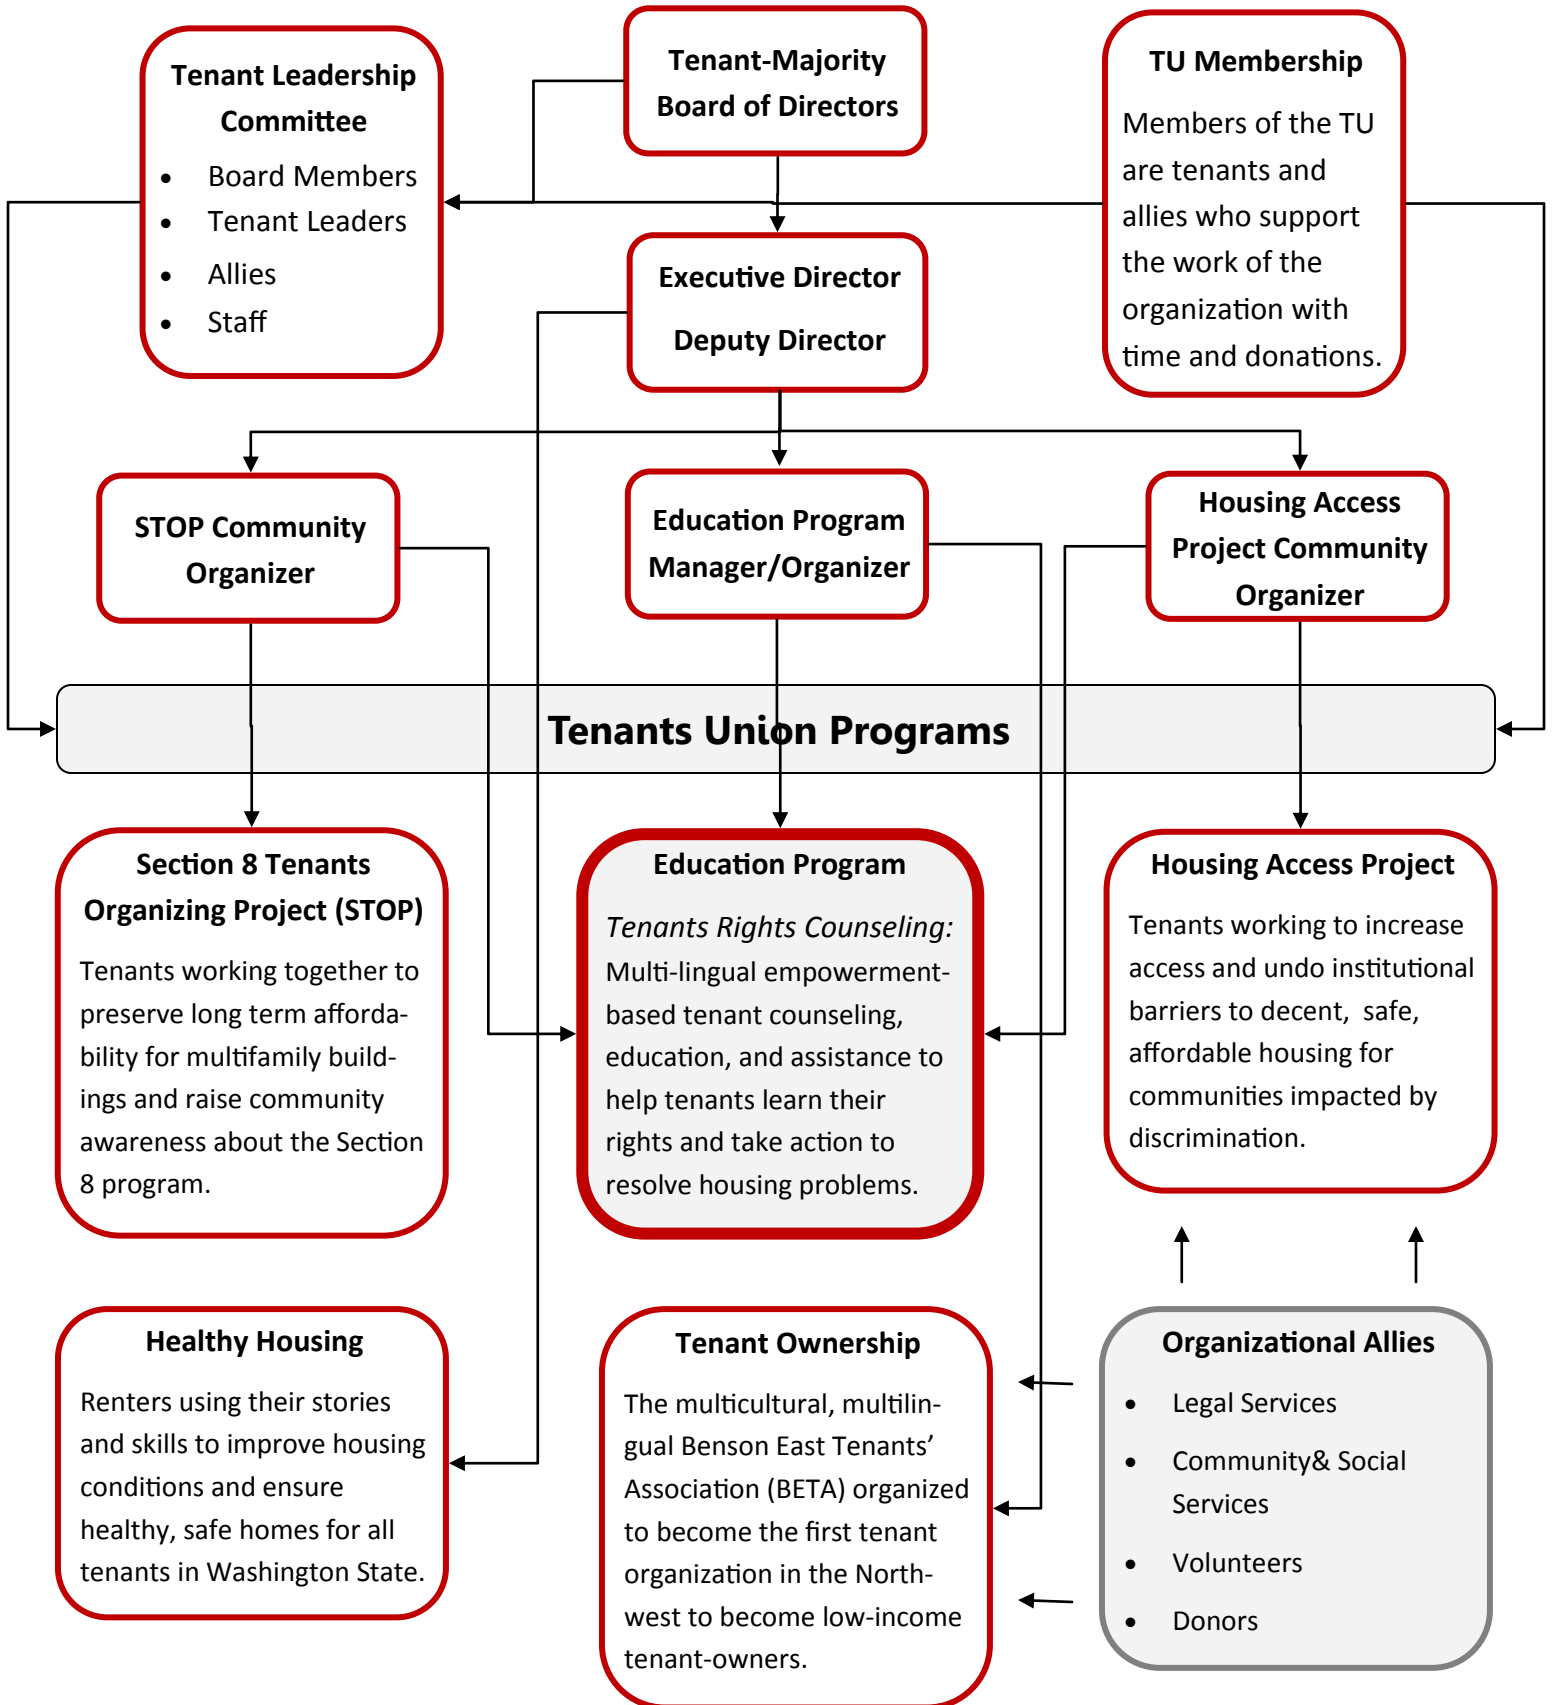 Tenant Leadership
Committee
• Board Members
• Tenant Leaders
• Allies
• Staff
Tenant-Majority
Board of Directors
TU Membership
Members of the TU
are tenants and
allies who support
the work of the
organization with
time and donations.
Executive Director
Deputy Director
STOP Community
Organizer
Education Program
Manager/Organizer
Housing Access
Project Community
Organizer
Tenants Union Programs
Section 8 Tenants
Organizing Project (STOP)
Tenants working together to
preserve long term afforda-
bility for multifamily build-
ings and raise community
awareness about the Section
8 program.
Education Program
Tenants Rights Counseling:
Multi-lingual empowerment-
based tenant counseling,
education, and assistance to
help tenants learn their
rights and take action to
resolve housing problems.
Housing Access Project
Tenants working to increase
access and undo institutional
barriers to decent,  safe,
affordable housing for
communities impacted by
discrimination.
Healthy Housing
Renters using their stories
and skills to improve housing
conditions and ensure
healthy, safe homes for all
tenants in Washington State.
Tenant Ownership
The multicultural, multilin-
gual Benson East Tenants’
Association (BETA) organized
to become the first tenant
organization in the North-
west to become low-income
tenant-owners.
Organizational Allies
• Legal Services
• Community& Social
Services
• Volunteers
• Donors